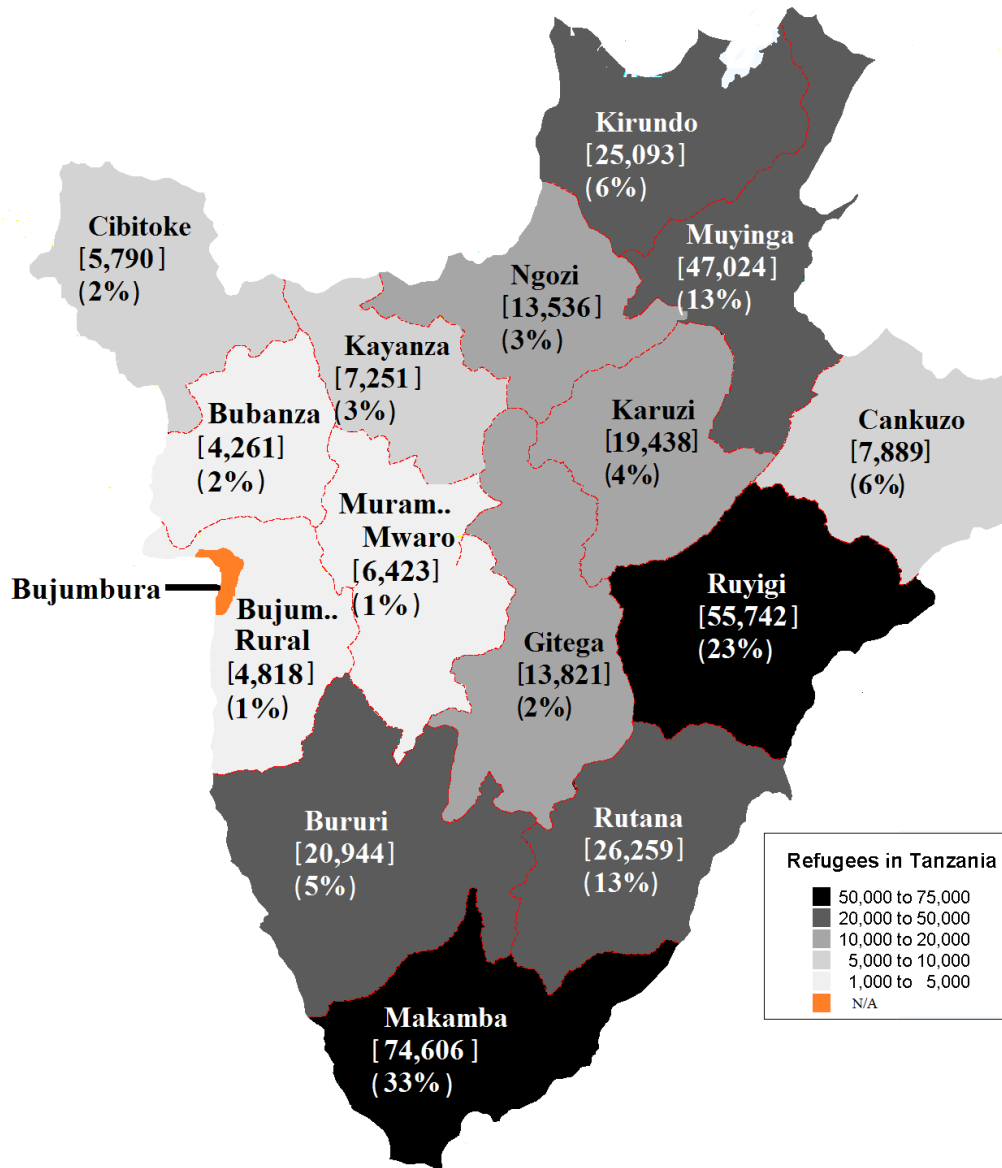 Kirundo
[25,093]
(6%)
Cibitoke
[5,790]
(2%)
Muyinga
[47,024]
(13%)
Ngozi
[13,536]
(3%)
Kayanza
[7,251]
(3%)
Bubanza
[4,261]
(2%)
Karuzi
[19,438]
(4%)
Cankuzo
[7,889]
(6%)
Muram..
Mwaro
[6,423]
(1%)
Bujumbura
Bujum..
Rural
[4,818]
(1%)
Ruyigi
[55,742]
(23%)
Gitega
[13,821]
(2%)
Bururi
[20,944]
(5%)
Rutana
[26,259]
(13%)
Makamba
[74,606]
(33%)
Refugees in Tanzania
50,000 to 75,000
20,000 to 50,000
10,000 to 20,000
5,000 to 10,000
1,000 to 5,000
N/A